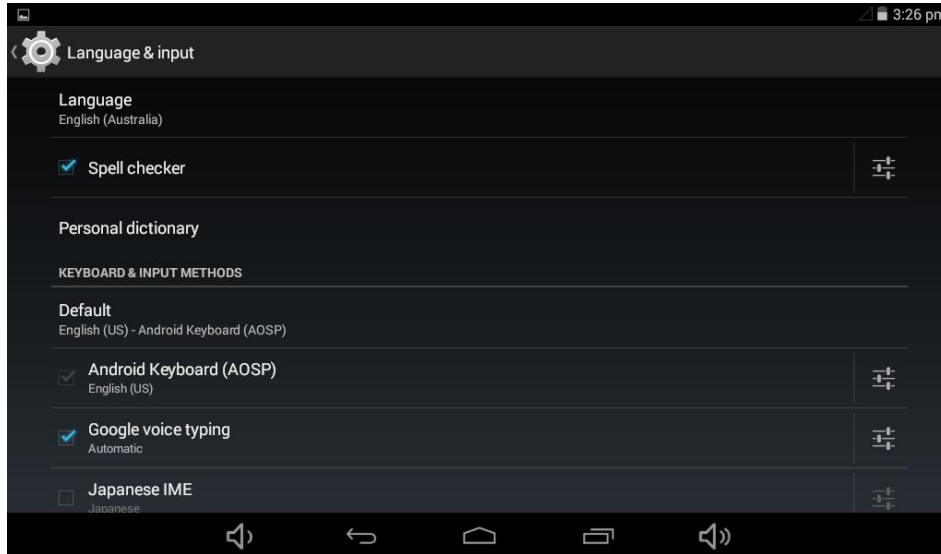 3:26 pm
Language & input
Language
English (Australia)
Spell checker
Personal dictionary
KEYBOARD & INPUT METHODS
Default
English (US) - Android Keyboard (AOSP)
Android Keyboard (AOSP)
English (US)
Google voice typing
Automatic
Japanese IME
Japanese